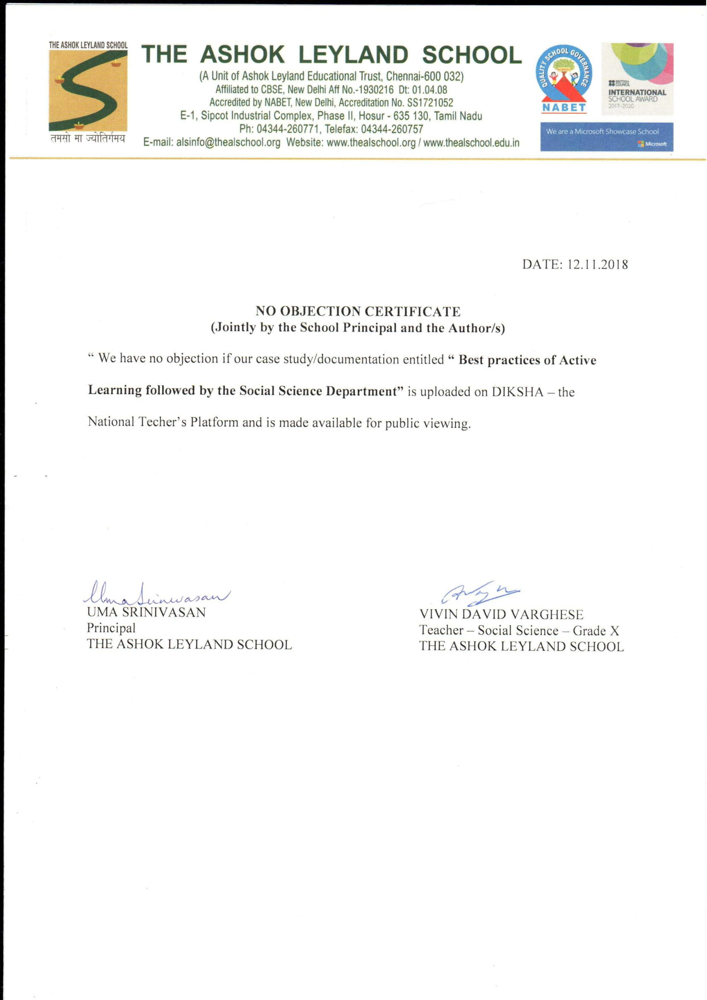 THE ASHOK LEYLAND SCHOOL
तमसो मा ज्योतिर्गमय
THE ASHOK LEYLAND SCHOOL
(A Unit of Ashok Leyland Educational Trust, Chennai-600 032)
Affiliated to CBSE, New Delhi Aff No.-1930216 Dt: 01.04.08
Accredited by NABET, New Delhi, Accreditation No. SS1721052
E-1, Sipcot Industrial Complex, Phase II, Hosur - 635 130, Tamil Nadu
Ph: 04344-260771, Telefax: 04344-260757
E-mail: alsinfo@thealschool.org Website: www.thealschool.org / www.thealschool.edu.in
QUALITY SCHOOL GOVERNANCE
NABET
BRITISH
COUNCIL
INTERNATIONAL
SCHOOL AWARD
2017-2020
We are a Microsoft Showcase School
Microsoft
DATE: 12.11.2018
NO OBJECTION CERTIFICATE
(Jointly by the School Principal and the Author/s)
“ We have no objection if our case study/documentation entitled “ Best practices of Active
Learning followed by the Social Science Department” is uploaded on DIKSHA – the
National Techer’s Platform and is made available for public viewing.
Uma Srinivasan
UMA SRINIVASAN
Principal
THE ASHOK LEYLAND SCHOOL
VIVIN DAVID VARGHESE
Teacher – Social Science – Grade X
THE ASHOK LEYLAND SCHOOL